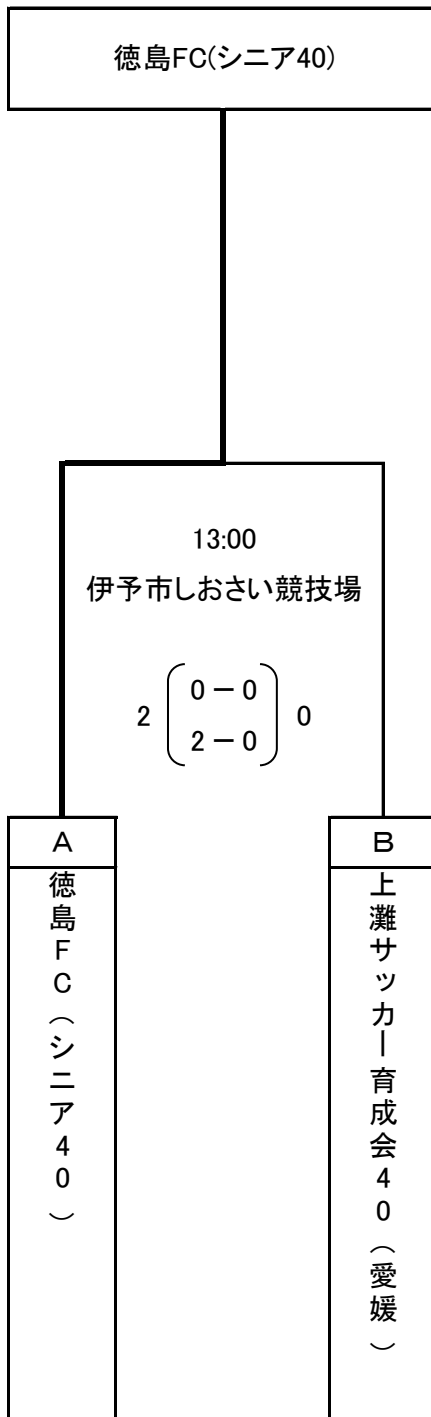 徳島FC(シニア40)
13:00
伊予市しおさい競技場
2 0－0 0
2－0
A
徳島FC（シニア40）
B
上灘サッカー育成会40（愛媛）